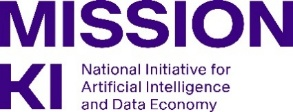 MISSION
KI
National Initiative for
Artificial Intelligence
and Data Economy